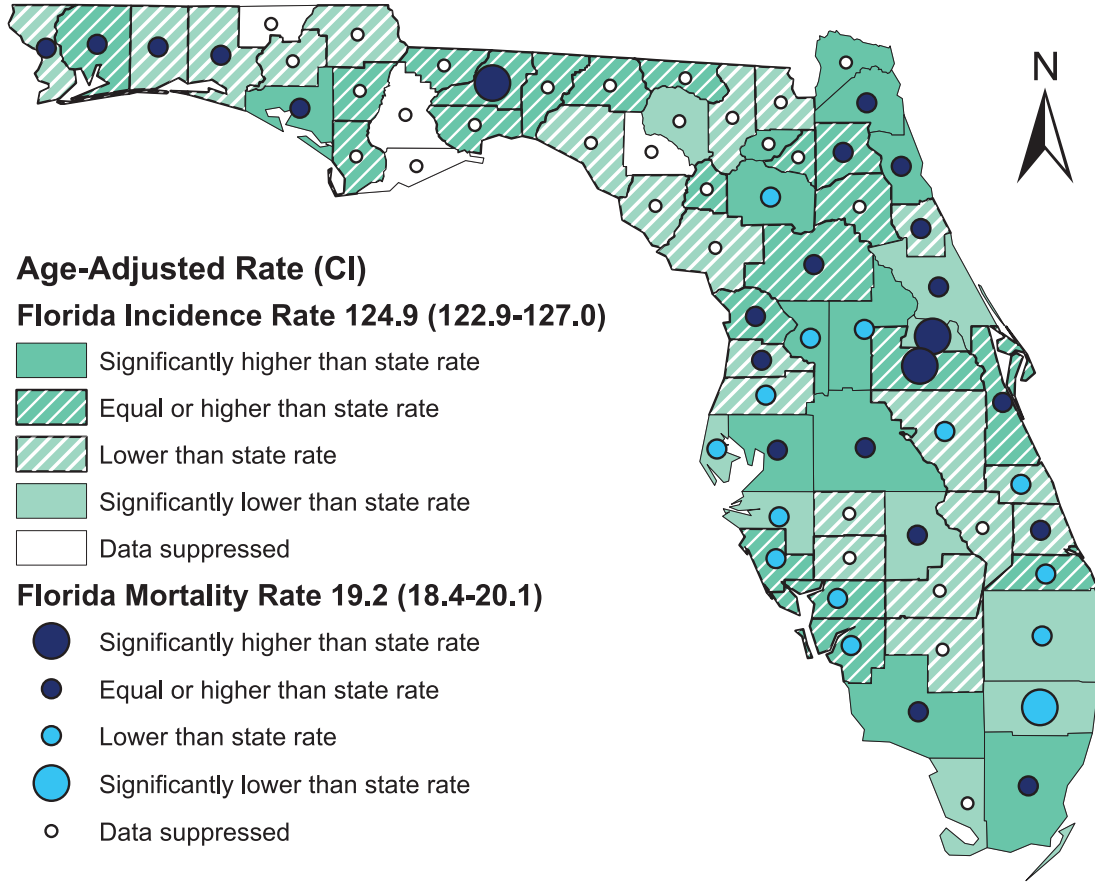 N
Age-Adjusted Rate (CI)
Florida Incidence Rate 124.9 (122.9-127.0)
Significantly higher than state rate
Equal or higher than state rate
Lower than state rate
Significantly lower than state rate
Data suppressed
Florida Mortality Rate 19.2 (18.4-20.1)
Significantly higher than state rate
Equal or higher than state rate
Lower than state rate
Significantly lower than state rate
Data suppressed